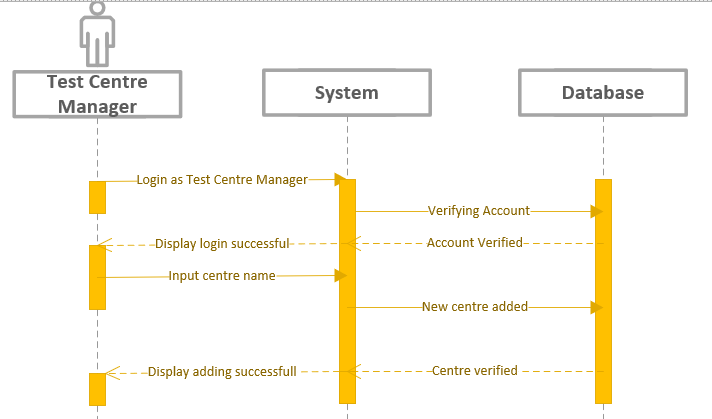 Test Centre
Manager
System
Database
Login as Test Centre Manager
Verifying Account
Display login successful
Account Verified
Input centre name
New centre added
Display adding successfull
Centre verified